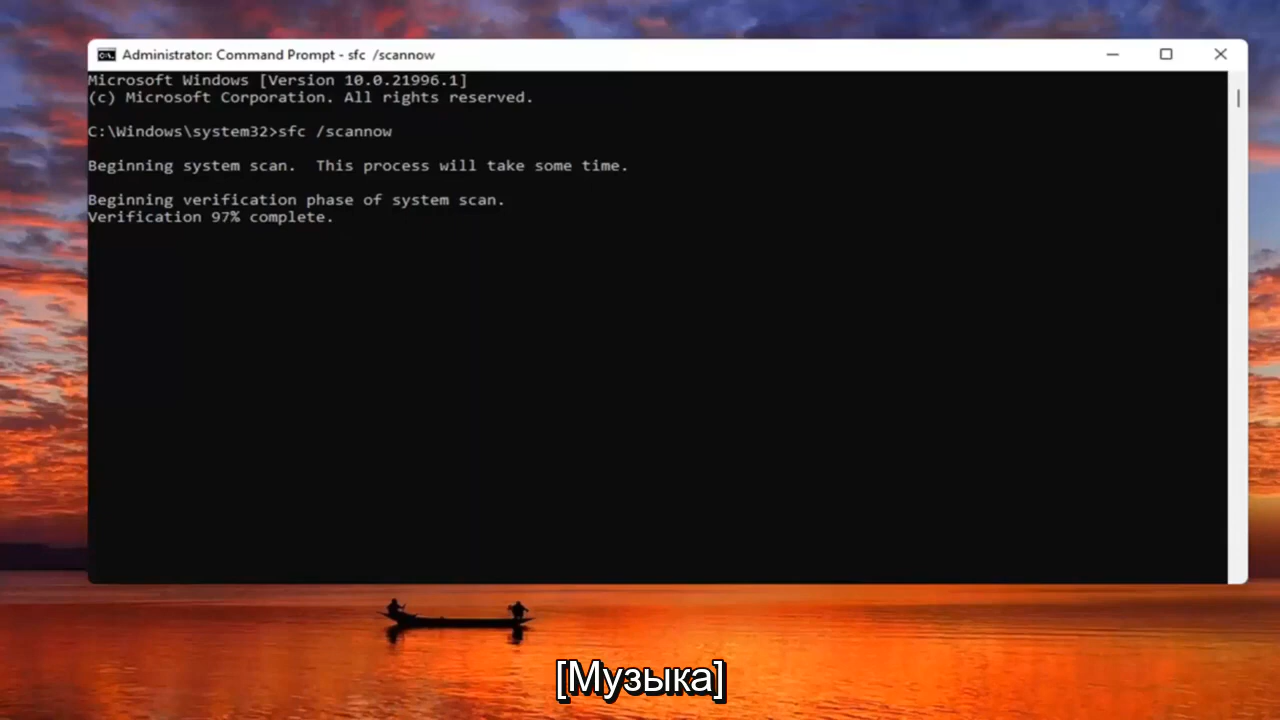 Administrator: Command Prompt - sfc /scannow
Microsoft Windows [Version 10.0.21996.1]
(c) Microsoft Corporation. All rights reserved.
C:\Windows\system32>sfc /scannow
Beginning system scan.  This process will take some time.
Beginning verification phase of system scan.
Verification 97% complete.
[Музыка]